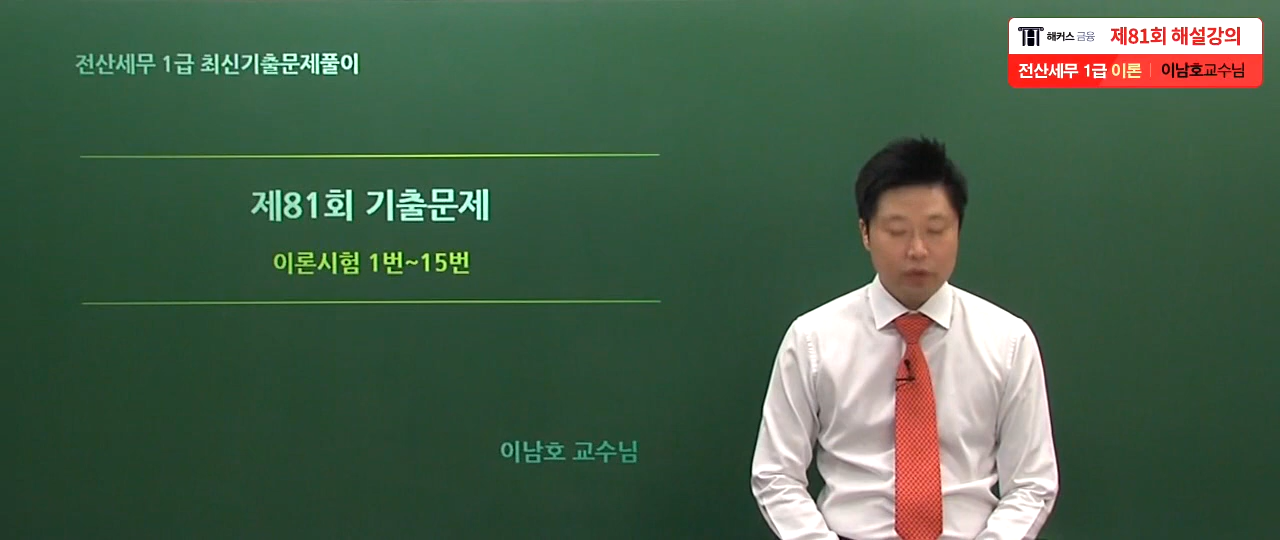 전산세무 1급 최신기출문제풀이
해커스 금융 제81회 해설강의
전산세무 1급 이론 이남호교수님
제81회 기출문제
이론시험 1번~15번
이남호 교수님